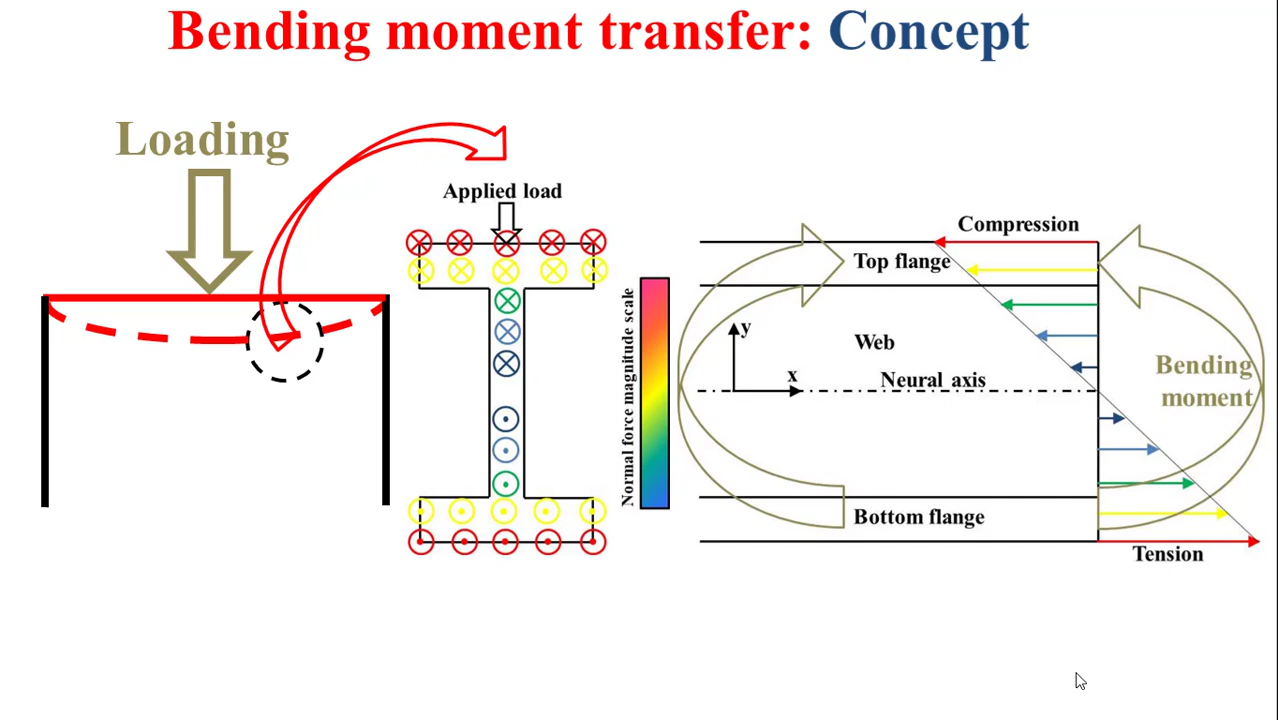 Bending moment transfer: Concept
Loading
Applied load
Normal force magnitude scale
Compression
Top flange
y
Web
x
Neural axis
Bending
moment
Bottom flange
Tension